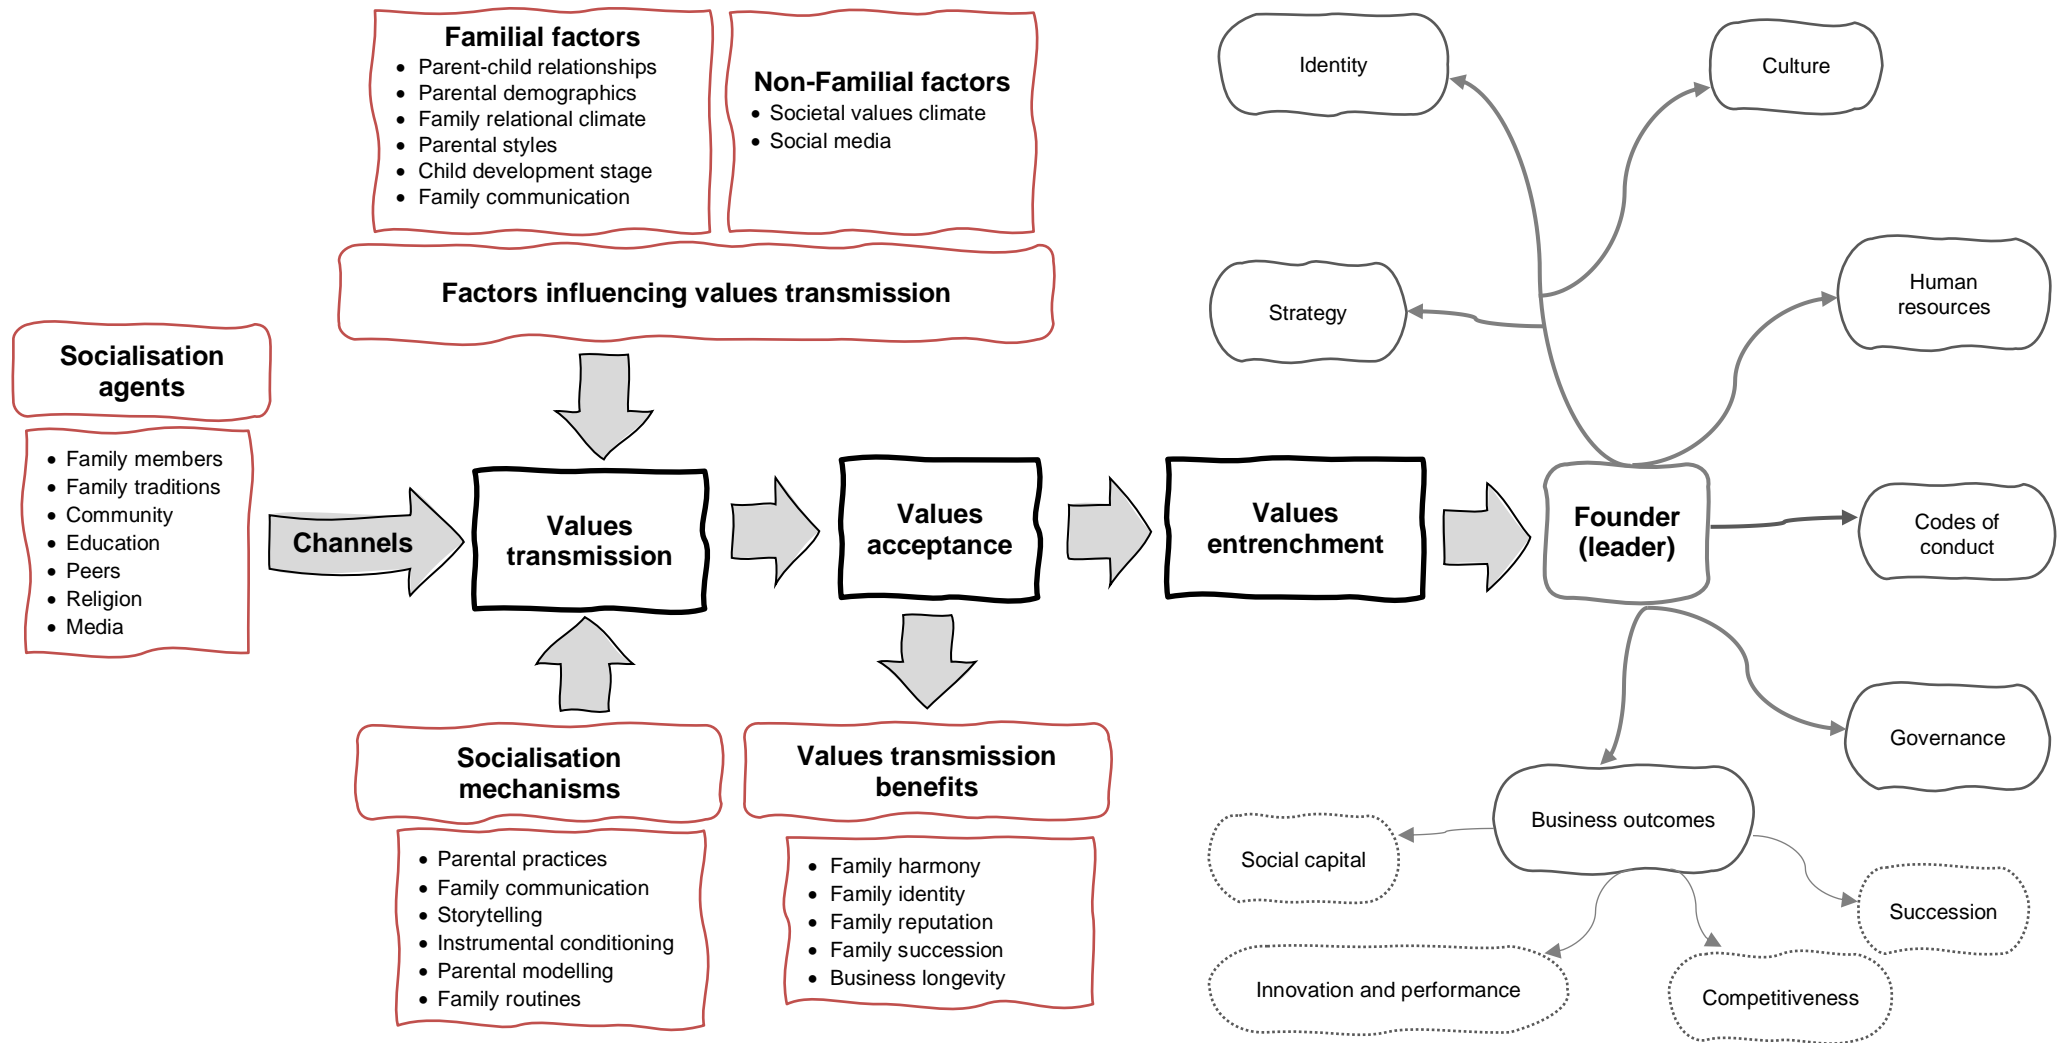 Familial factors
• Parent-child relationships
• Parental demographics
• Family relational climate
• Parental styles
• Child development stage
• Family communication
Non-Familial factors
• Societal values climate
• Social media
Factors influencing values transmission
Socialisation
agents
• Family members
• Family traditions
• Community
• Education
• Peers
• Religion
• Media
Channels
Values
transmission
Values
acceptance
Values
entrenchment
Founder
(leader)
Socialisation
mechanisms
• Parental practices
• Family communication
• Storytelling
• Instrumental conditioning
• Parental modelling
• Family routines
Values transmission
benefits
• Family harmony
• Family identity
• Family reputation
• Family succession
• Business longevity
Identity
Culture
Strategy
Human
resources
Codes of
conduct
Governance
Business outcomes
Social capital
Succession
Innovation and performance
Competitiveness